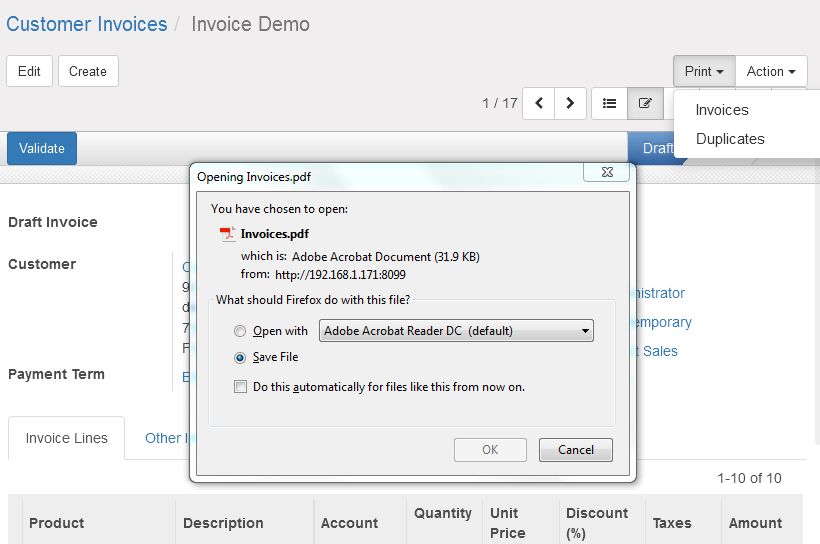 Customer Invoices / Invoice Demo
Edit Create Print Action
1 / 17
Invoices
Duplicates
Validate Draft
Opening Invoices.pdf
You have chosen to open:
Invoices.pdf
which is: Adobe Acrobat Document (31.9 KB)
from: http://192.168.1.171:8099
What should Firefox do with this file?
Open with Adobe Acrobat Reader DC (default)
Save File
Do this automatically for files like this from now on.
OK Cancel
Draft Invoice
Customer
Payment Term
Sales
Invoice Lines Other
1-10 of 10
Product Description Account Quantity Unit Price Discount (%) Taxes Amount